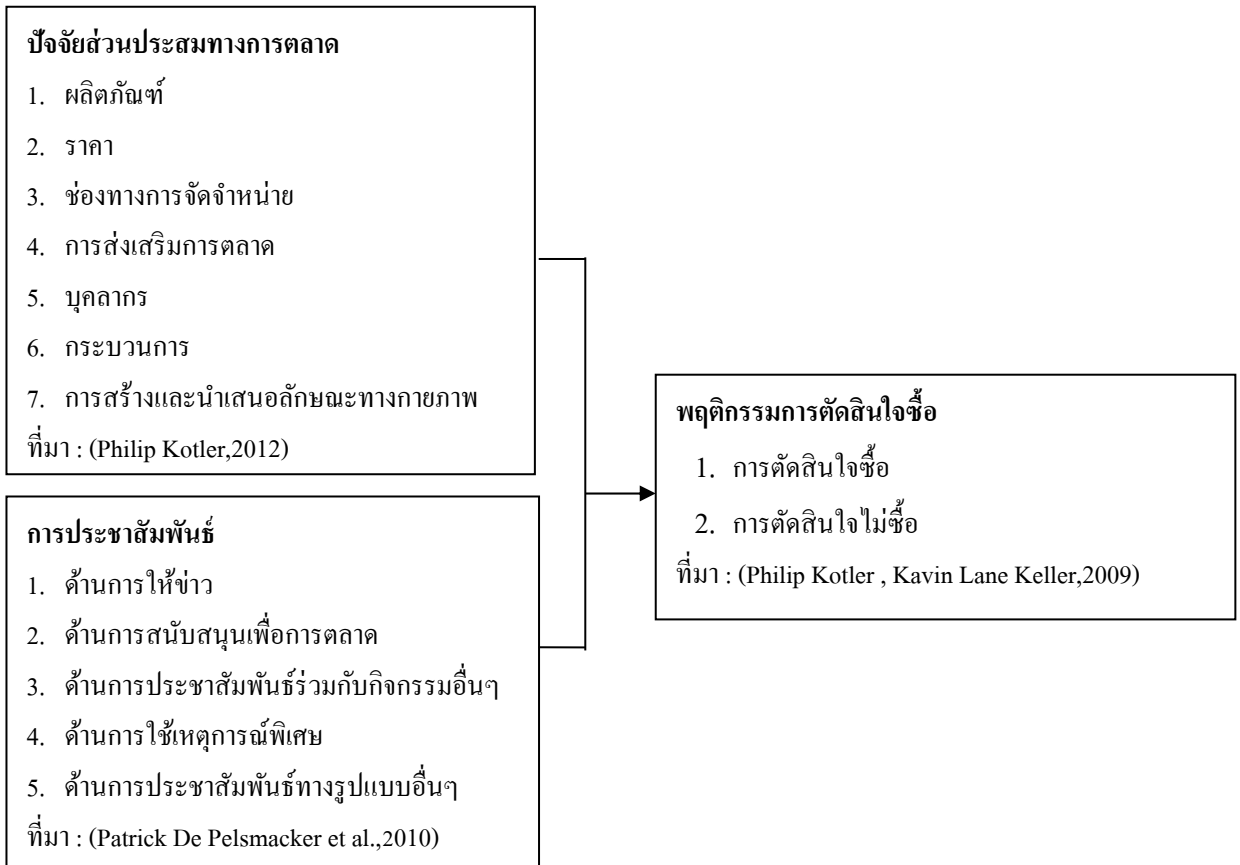 ปัจจัยส่วนประสมทางการตลาด
1. ผลิตภัณฑ์
2. ราคา
3. ช่องทางการจัดจำหน่าย
4. การส่งเสริมการตลาด
5. บุคลากร
6. กระบวนการ
7. การสร้างและนำเสนอลักษณะทางกายภาพ
ที่มา : (Philip Kotler,2012)
การประชาสัมพันธ์
1. ด้านการให้ข่าว
2. ด้านการสนับสนุนเพื่อการตลาด
3. ด้านการประชาสัมพันธ์ร่วมกับกิจกรรมอื่นๆ
4. ด้านการใช้เหตุการณ์พิเศษ
5. ด้านการประชาสัมพันธ์ทางรูปแบบอื่นๆ
ที่มา : (Patrick De Pelsmacker et al.,2010)
พฤติกรรมการตัดสินใจซื้อ
1. การตัดสินใจซื้อ
2. การตัดสินใจไม่ซื้อ
ที่มา : (Philip Kotler , Kavin Lane Keller,2009)